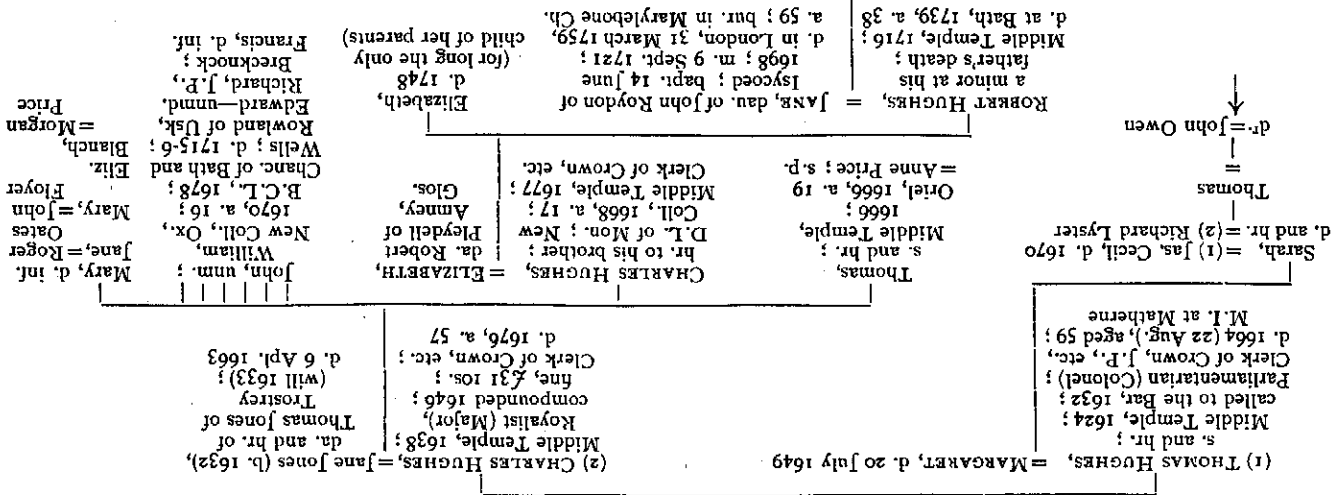 (1) THOMAS HUGHES, =MARGARET, d. 20 July 1649
s. and hr. ;
Middle Temple, 1624 ;
called to the Bar, 1632 ;
Parliamentarian (Colonel) ;
Clerk of Crown, J.P., etc.,
d. 1664 (22 Aug.), aged 59 ;
M.I. at Matherne
(2) CHARLES HUGHES,
Middle Temple, 1638 ;
Royalist (Major),
compounded 1646 ;
fine, £31 10s. ;
Clerk of Crown, etc. ;
d. 1676, a. 57
=Jane Jones (b. 1632),
da. and hr. of
Thomas Jones of
Trostrey
(will 1633) ;
d. 6 Apl. 1663
Sarah, =(1) Jas, Cecil, d. 1670
d. and hr. =(2) Richard Lyster
Thomas
=
dr.=John Owen
Thomas,
s. and hr. ;
Middle Temple,
1666 ;
Oriel, 1666, a. 19
=Anne Price ; s.p.
CHARLES HUGHES,
hr. to his brother ;
D.L. of Mon. ; New
Coll., 1668, a. 17 ;
Middle Temple, 1677 ;
Clerk of Crown, etc.
=ELIZABETH,
da. Robert
Pleydell of
Amney,
Glos.
John, unm. ;
William,
New Coll., Ox.,
1670, a. 16 ;
B.C.L., 1678 ;
Chanc. of Bath and
Wells ; d. 1715-6 ;
Rowland of Usk,
Edward—unmd.
Richard, J.P.,
Brecknock ;
Francis, d. inf.
Mary, d. inf.
Jane, =Roger
Oates
Mary, =John
Floyer
Eliz.
Blanch,
=Morgan
Price
ROBERT HUGHES,
a minor at his
father's death ;
Middle Temple, 1716 ;
d. at Bath, 1739, a. 38
= JANE, dau. of John Roydon of
Isycoed ; bapt. 14 June
1698 ; m. 9 Sept. 1721 ;
d. in London, 31 March 1759,
a. 59 ; bur. in Marylebone Ch.
Elizabeth,
d. 1748
(for long the only
child of her parents)